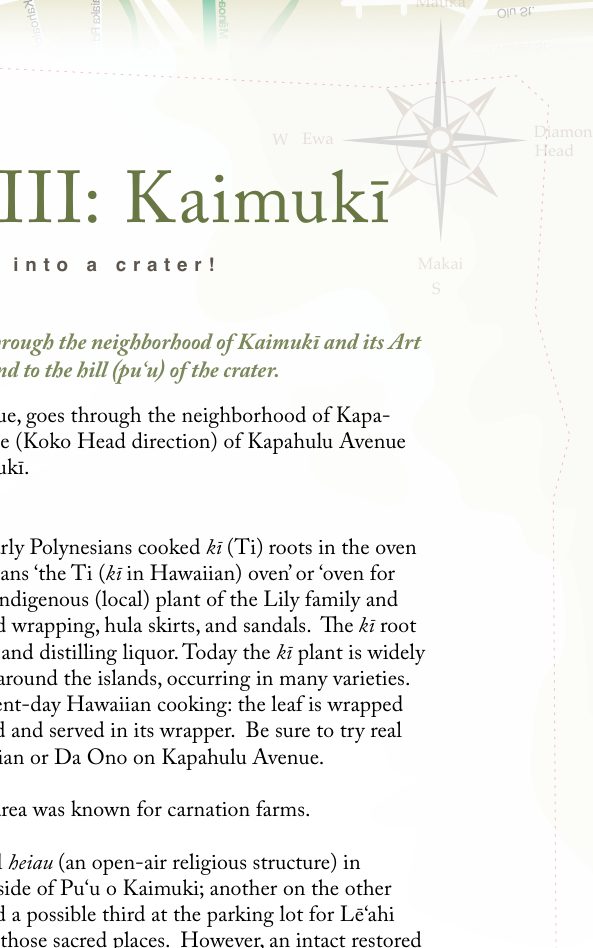 Mauka
Olu St.
W Ewa
Diamon
Head
III: Kaimukī
into a crater!
Makai
S
hrough the neighborhood of Kaimukī and its Art
nd to the hill (pu‘u) of the crater.
ue, goes through the neighborhood of Kapa-
e (Koko Head direction) of Kapahulu Avenue
ukī.
rly Polynesians cooked kī (Ti) roots in the oven
ans ‘the Ti (kī in Hawaiian) oven’ or ‘oven for
ndigenous (local) plant of the Lily family and
d wrapping, hula skirts, and sandals. The kī root
and distilling liquor. Today the kī plant is widely
around the islands, occurring in many varieties.
ent-day Hawaiian cooking: the leaf is wrapped
d and served in its wrapper. Be sure to try real
ian or Da Ono on Kapahulu Avenue.
area was known for carnation farms.
l heiau (an open-air religious structure) in
side of Pu‘u o Kaimuki; another on the other
d a possible third at the parking lot for Lē‘ahi
those sacred places. However, an intact restored